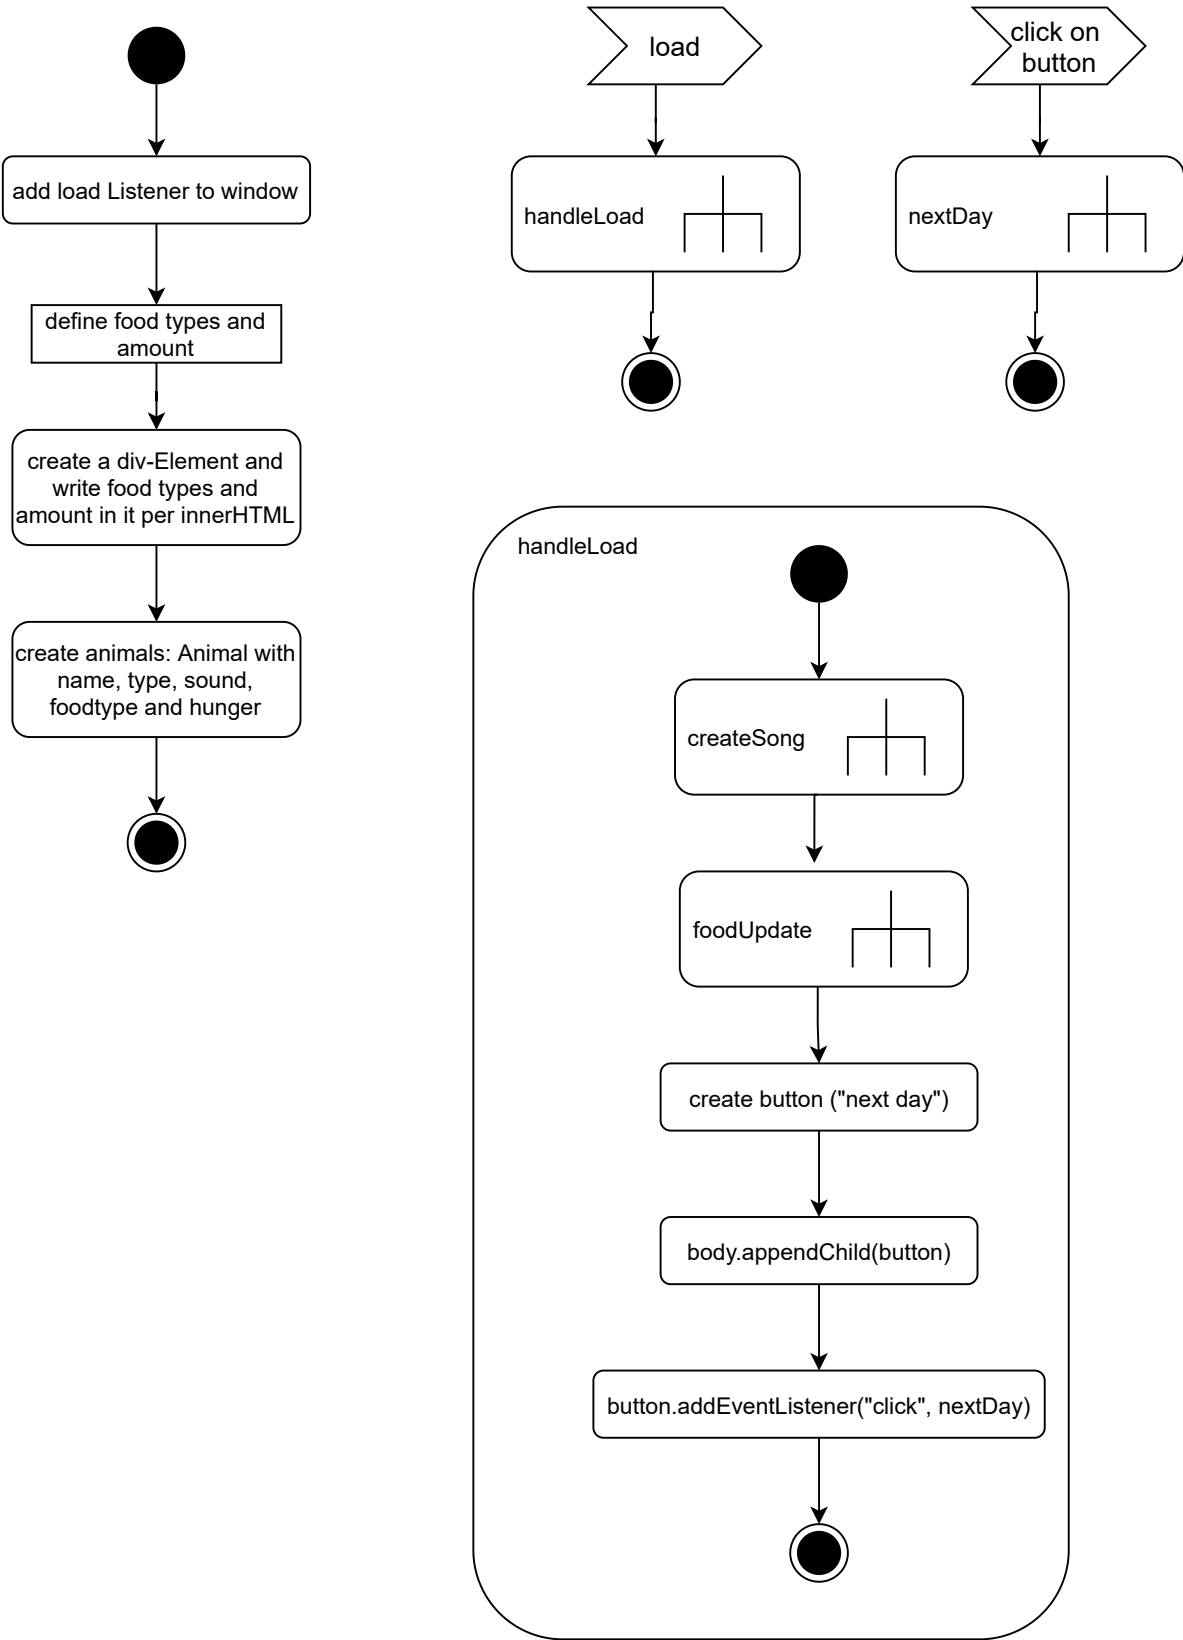 add load Listener to window
define food types and
amount
create a div-Element and
write food types and
amount in it per innerHTML
create animals: Animal with
name, type, sound,
foodtype and hunger
load
handleLoad
click on
button
nextDay
handleLoad
createSong
foodUpdate
create button ("next day")
body.appendChild(button)
button.addEventListener("click", nextDay)